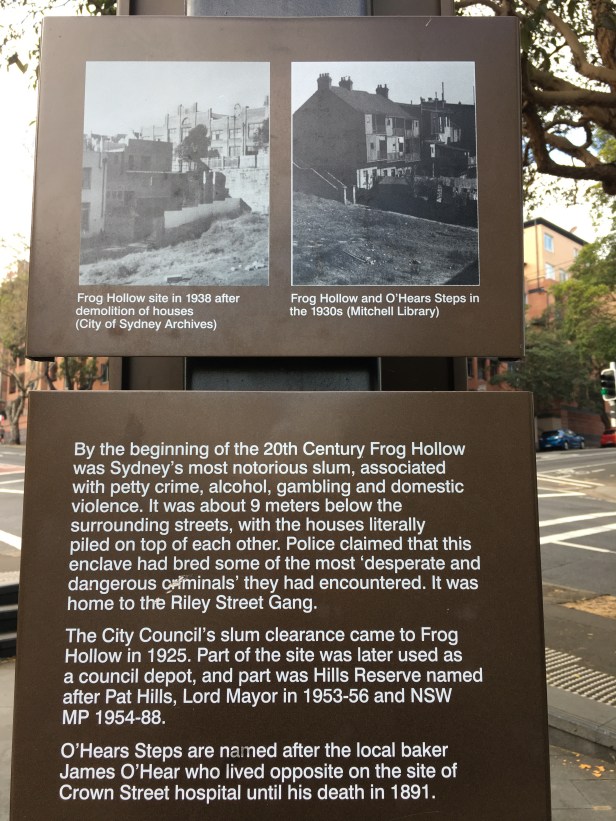 Frog Hollow site in 1938 after
demolition of houses
(City of Sydney Archives)
Frog Hollow and O'Hears Steps in
the 1930s (Mitchell Library)
By the beginning of the 20th Century Frog Hollow
was Sydney's most notorious slum, associated
with petty crime, alcohol, gambling and domestic
violence. It was about 9 meters below the
surrounding streets, with the houses literally
piled on top of each other. Police claimed that this
enclave had bred some of the most 'desperate and
dangerous criminals' they had encountered. It was
home to the Riley Street Gang.
The City Council's slum clearance came to Frog
Hollow in 1925. Part of the site was later used as
a council depot, and part was Hills Reserve named
after Pat Hills, Lord Mayor in 1953-56 and NSW
MP 1954-88.
O'Hears Steps are named after the local baker
James O'Hear who lived opposite on the site of
Crown Street hospital until his death in 1891.